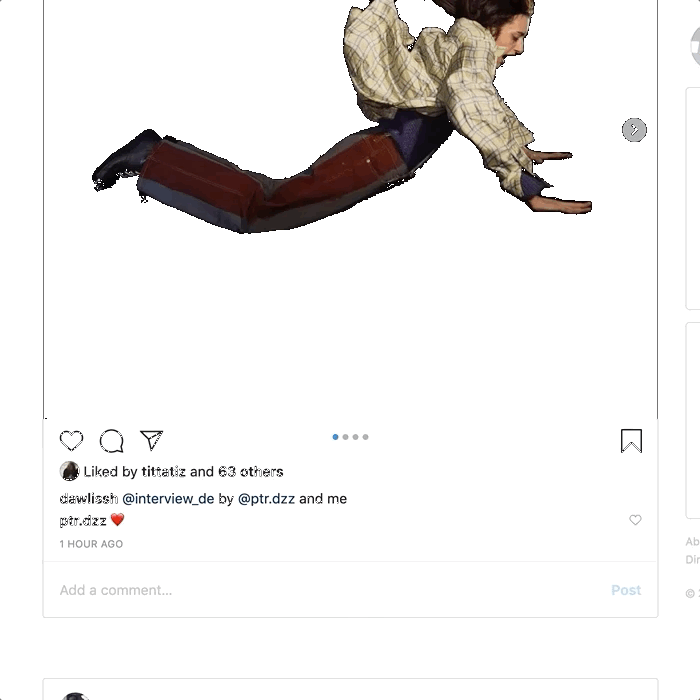 Liked by tittatiz and 63 others
dawlissh @interview_de by @ptr.dzz and me
ptr.dzz ❤️
1 HOUR AGO
Add a comment... Post
Ab
Dir
©